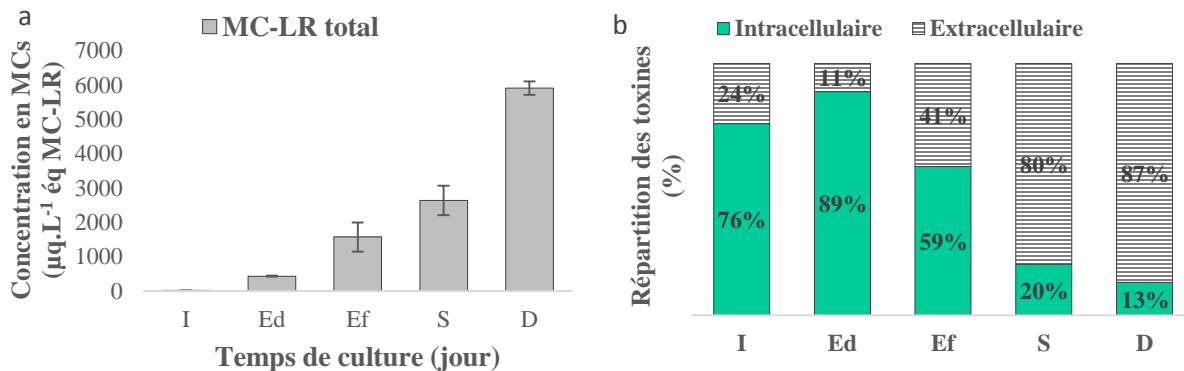 a
MC-LR total
Concentration en MCs
(µq.L⁻¹ éq MC-LR)
7000
6000
5000
4000
3000
2000
1000
0
I Ed Ef S D
Temps de culture (jour)
b
Intracellulaire Extracellulaire
Répartition des toxines
(%)
24% 11% 41% 80% 87%
76% 89% 59% 20% 13%
I Ed Ef S D